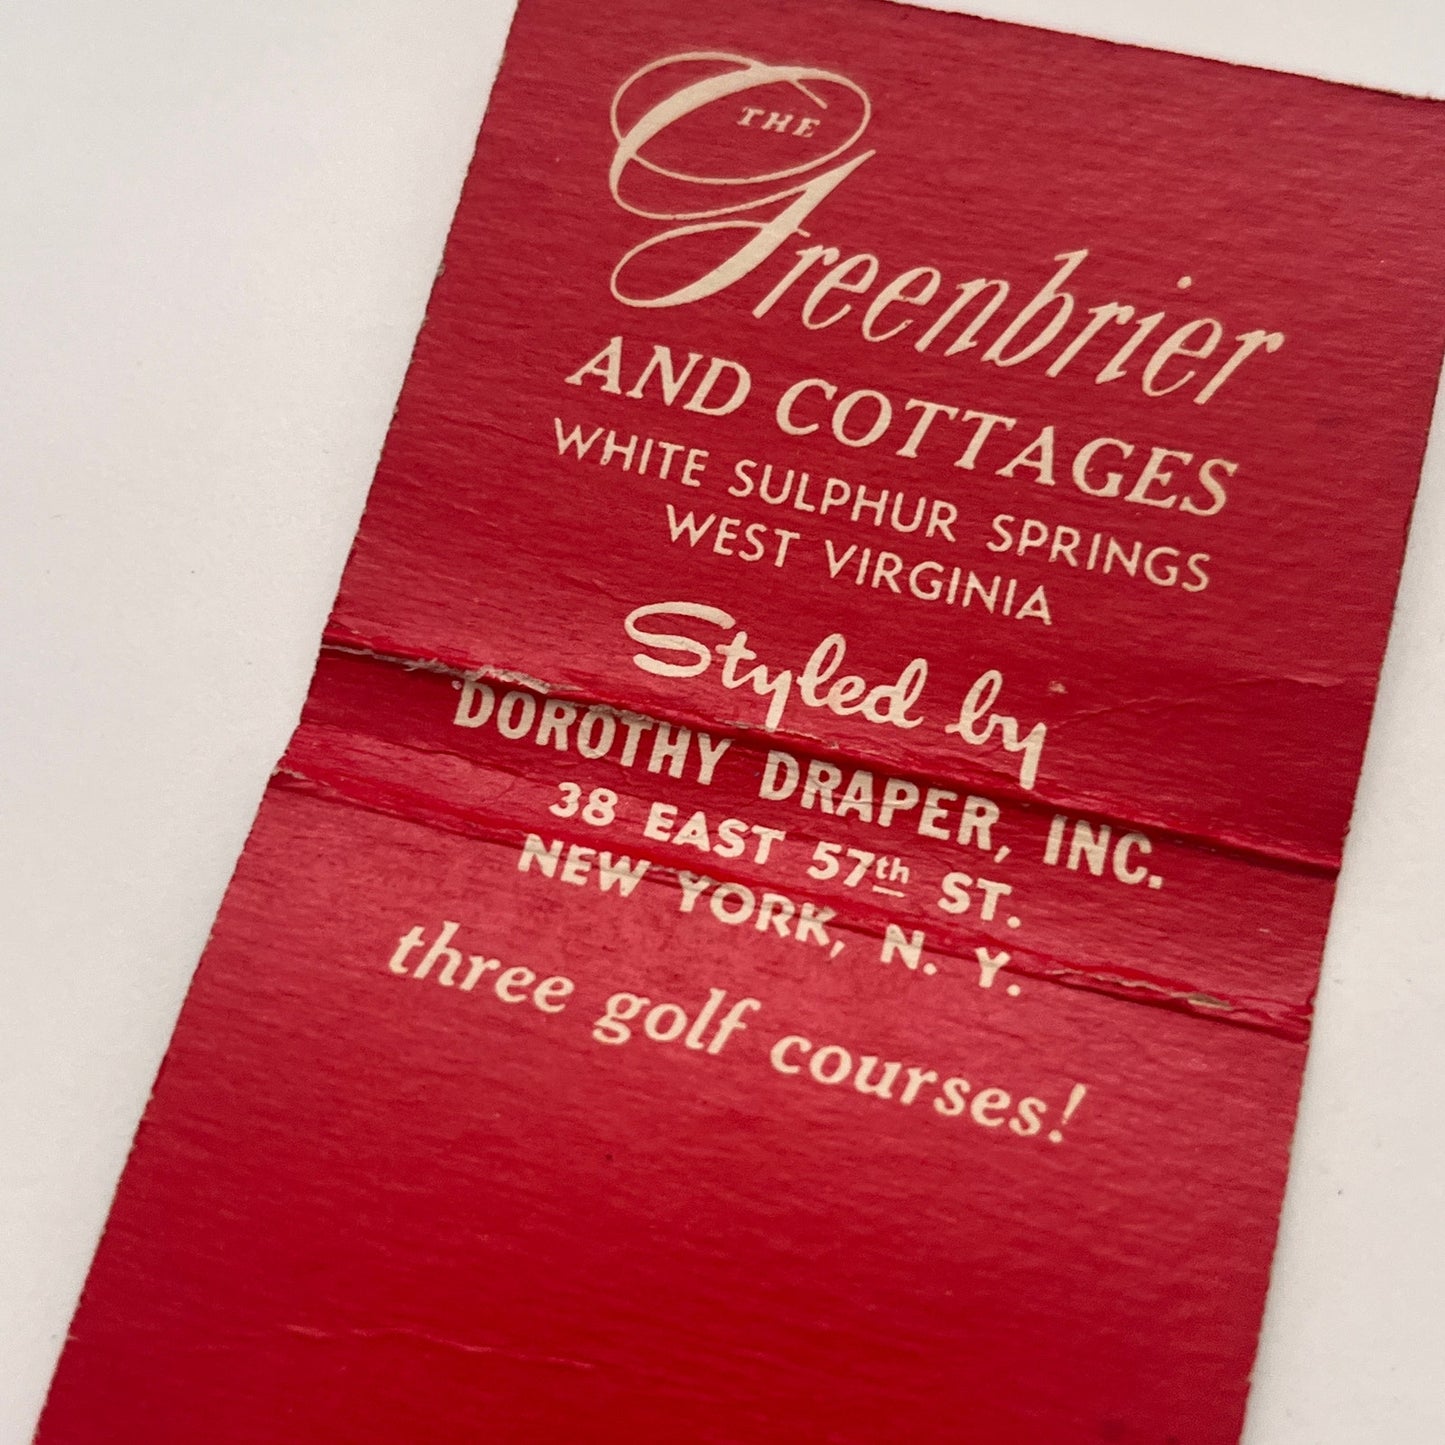 THE
Greenbrier
AND COTTAGES
WHITE SULPHUR SPRINGS
WEST VIRGINIA
Styled by
DOROTHY DRAPER, INC.
38 EAST 57th ST.
NEW YORK, N. Y.
three golf courses!